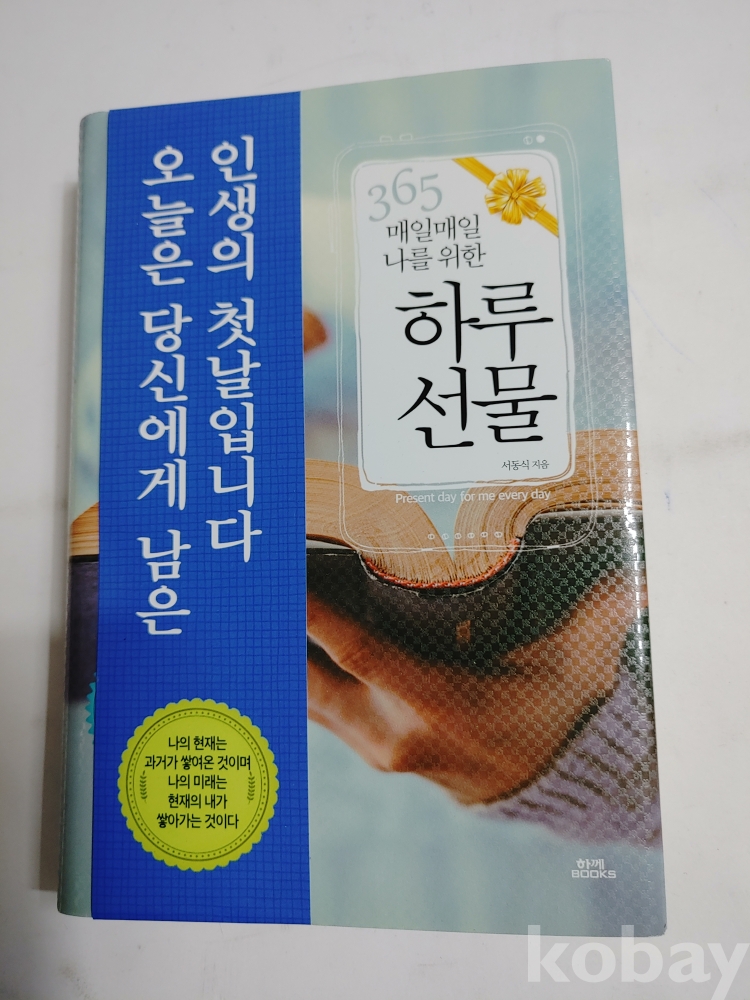 인생의 첫날입니다
오늘은 당신에게 남은
365
매일매일
나를 위한
하루
선물
서동식 지음
Present day for me every day
나의 현재는
과거가 쌓여온 것이며
나의 미래는
현재의 내가
쌓아가는 것이다
함께
BOOKS
kobay